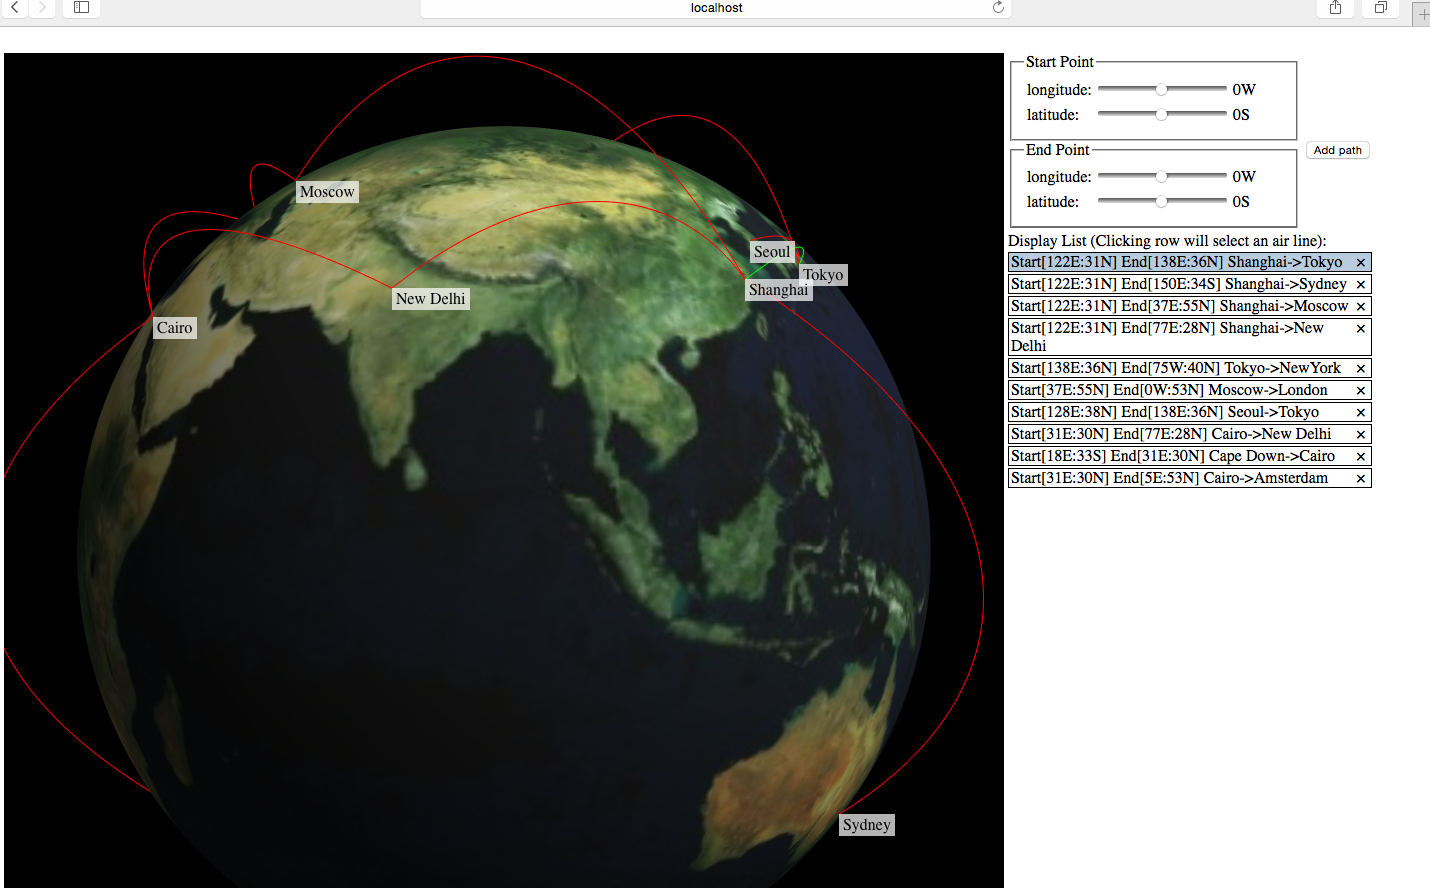 localhost
Start Point
longitude: 0W
latitude: 0S
End Point
Add path
longitude: 0W
latitude: 0S
Display List (Clicking row will select an air line):
Start[122E:31N] End[138E:36N] Shanghai->Tokyo ×
Start[122E:31N] End[150E:34S] Shanghai->Sydney ×
Start[122E:31N] End[37E:55N] Shanghai->Moscow ×
Start[122E:31N] End[77E:28N] Shanghai->New ×
Delhi
Start[138E:36N] End[75W:40N] Tokyo->NewYork ×
Start[37E:55N] End[0W:53N] Moscow->London ×
Start[128E:38N] End[138E:36N] Seoul->Tokyo ×
Start[31E:30N] End[77E:28N] Cairo->New Delhi ×
Start[18E:33S] End[31E:30N] Cape Down->Cairo ×
Start[31E:30N] End[5E:53N] Cairo->Amsterdam ×
Moscow
Seoul
Tokyo
Shanghai
New Delhi
Cairo
Sydney